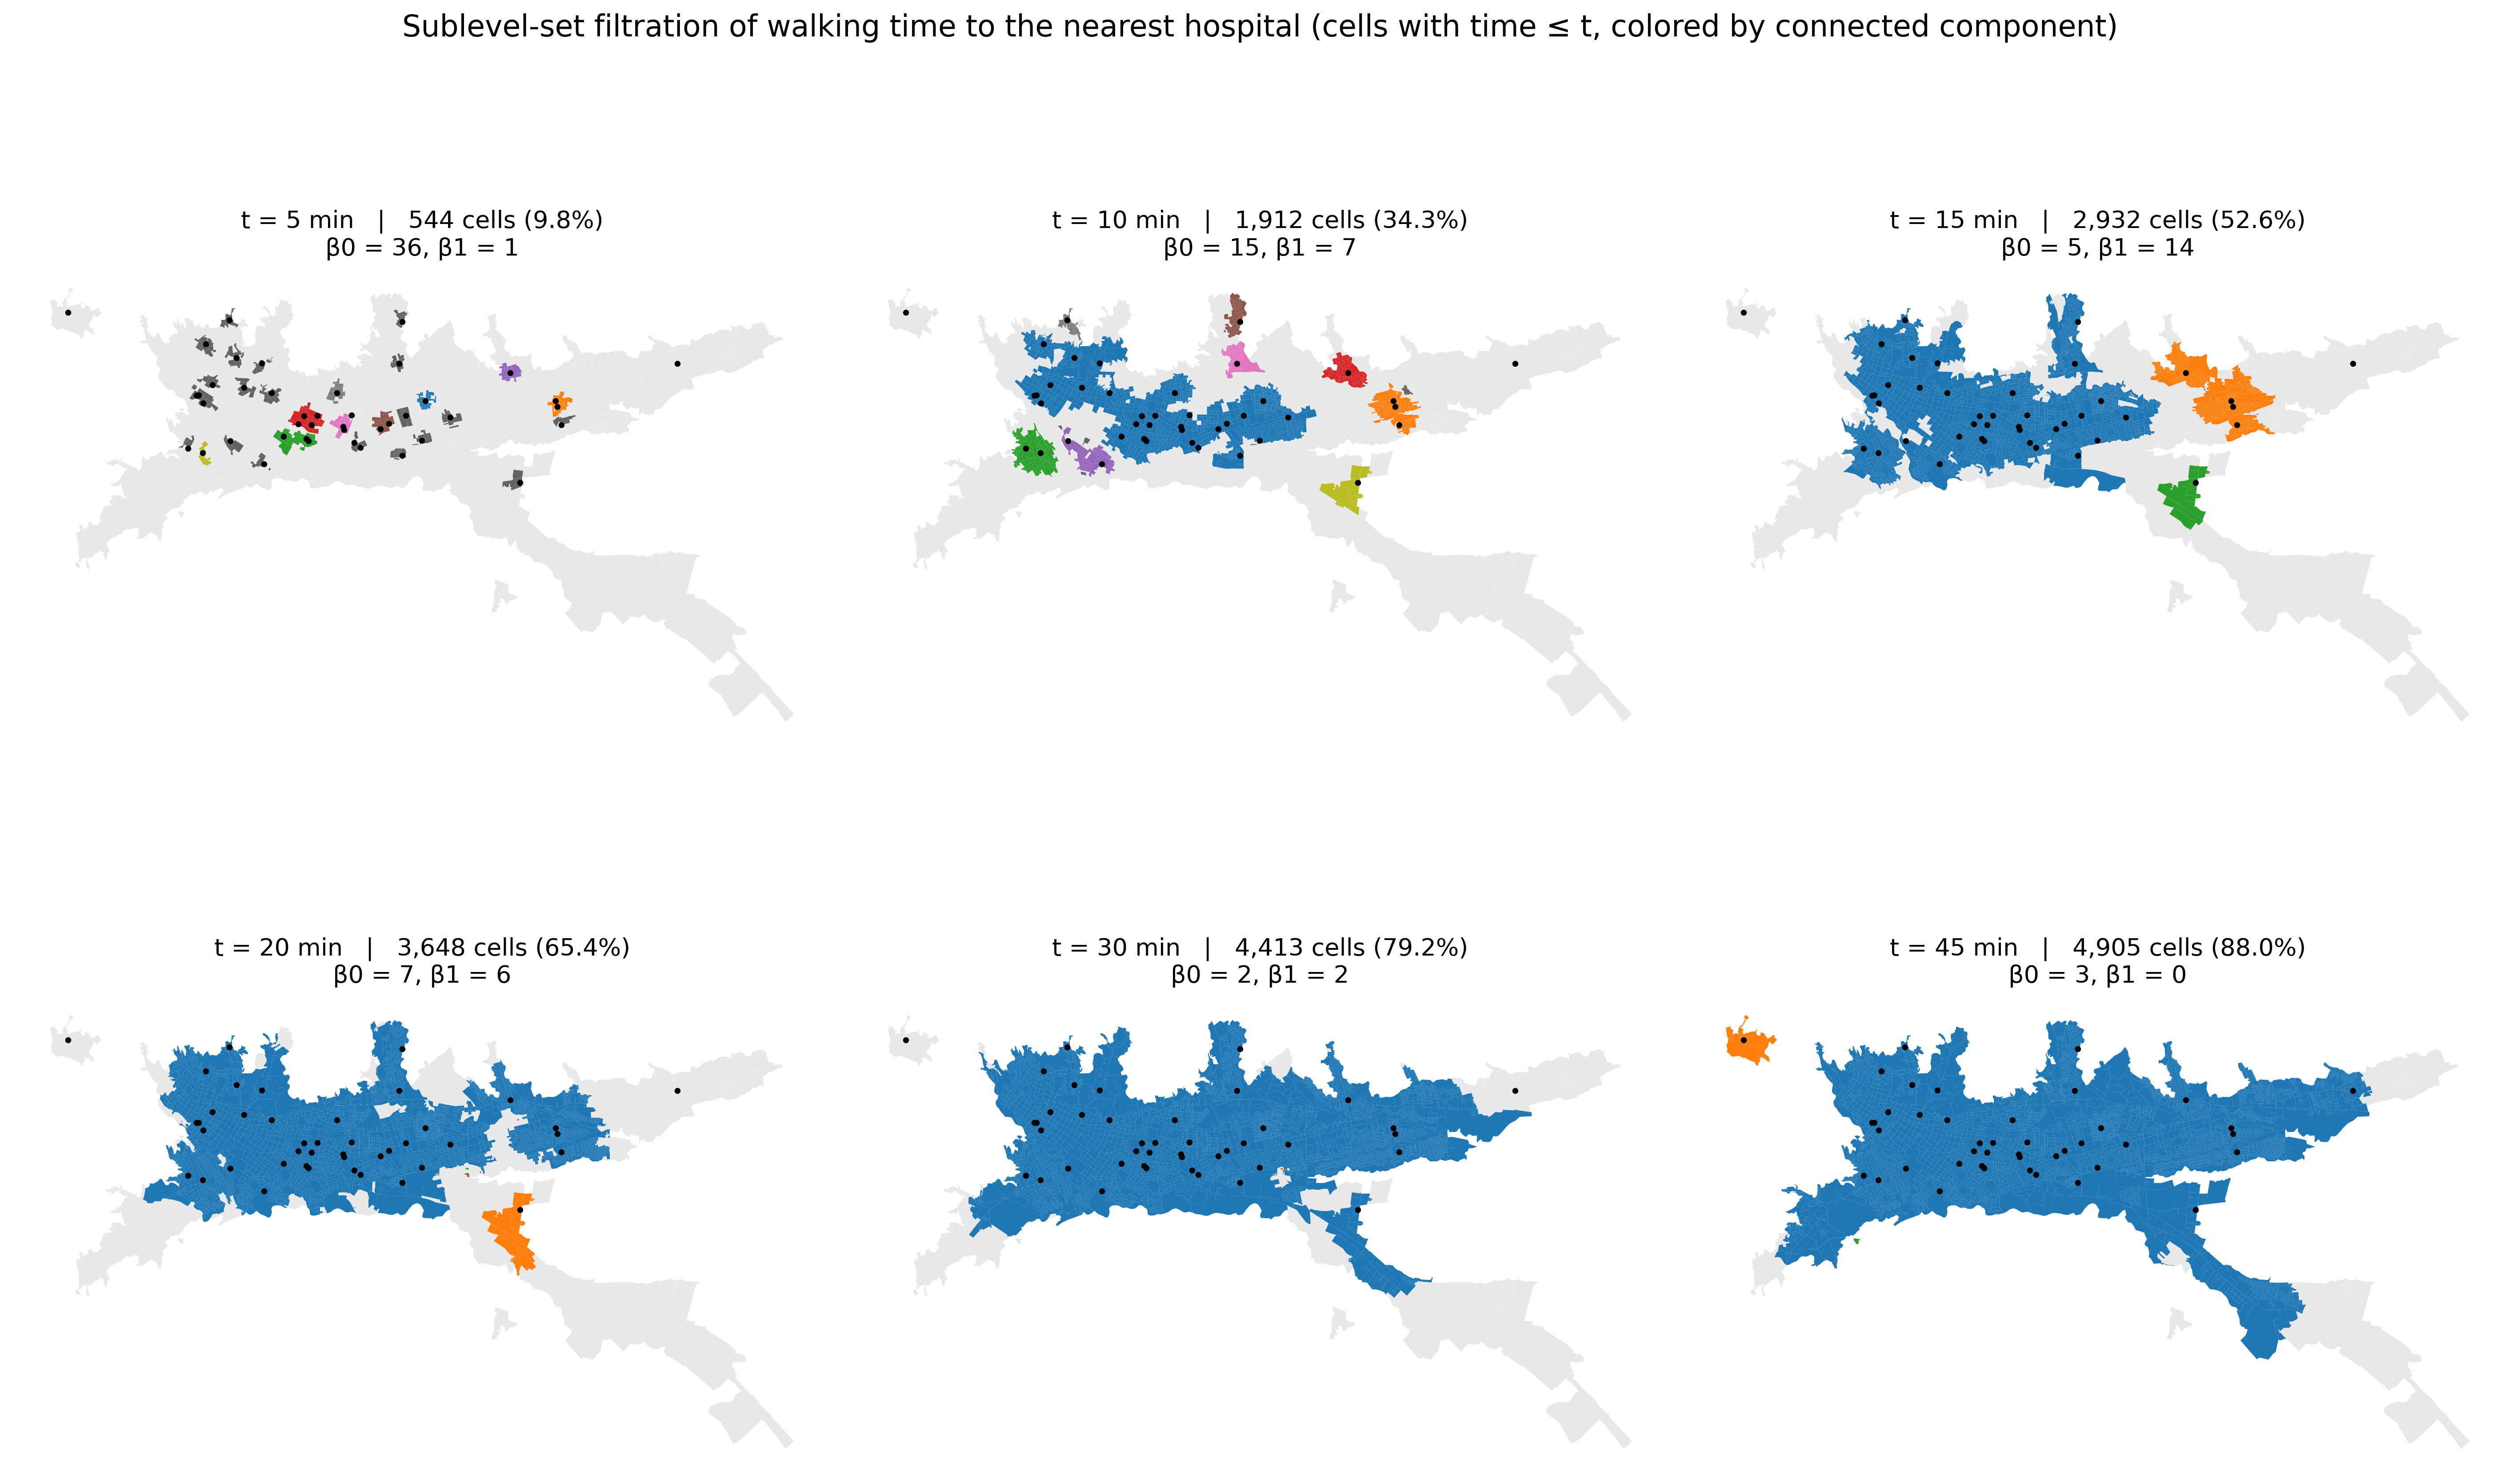 Sublevel-set filtration of walking time to the nearest hospital (cells with time ≤ t, colored by connected component)
t = 5 min   |   544 cells (9.8%)
β0 = 36, β1 = 1
t = 10 min   |   1,912 cells (34.3%)
β0 = 15, β1 = 7
t = 15 min   |   2,932 cells (52.6%)
β0 = 5, β1 = 14
t = 20 min   |   3,648 cells (65.4%)
β0 = 7, β1 = 6
t = 30 min   |   4,413 cells (79.2%)
β0 = 2, β1 = 2
t = 45 min   |   4,905 cells (88.0%)
β0 = 3, β1 = 0